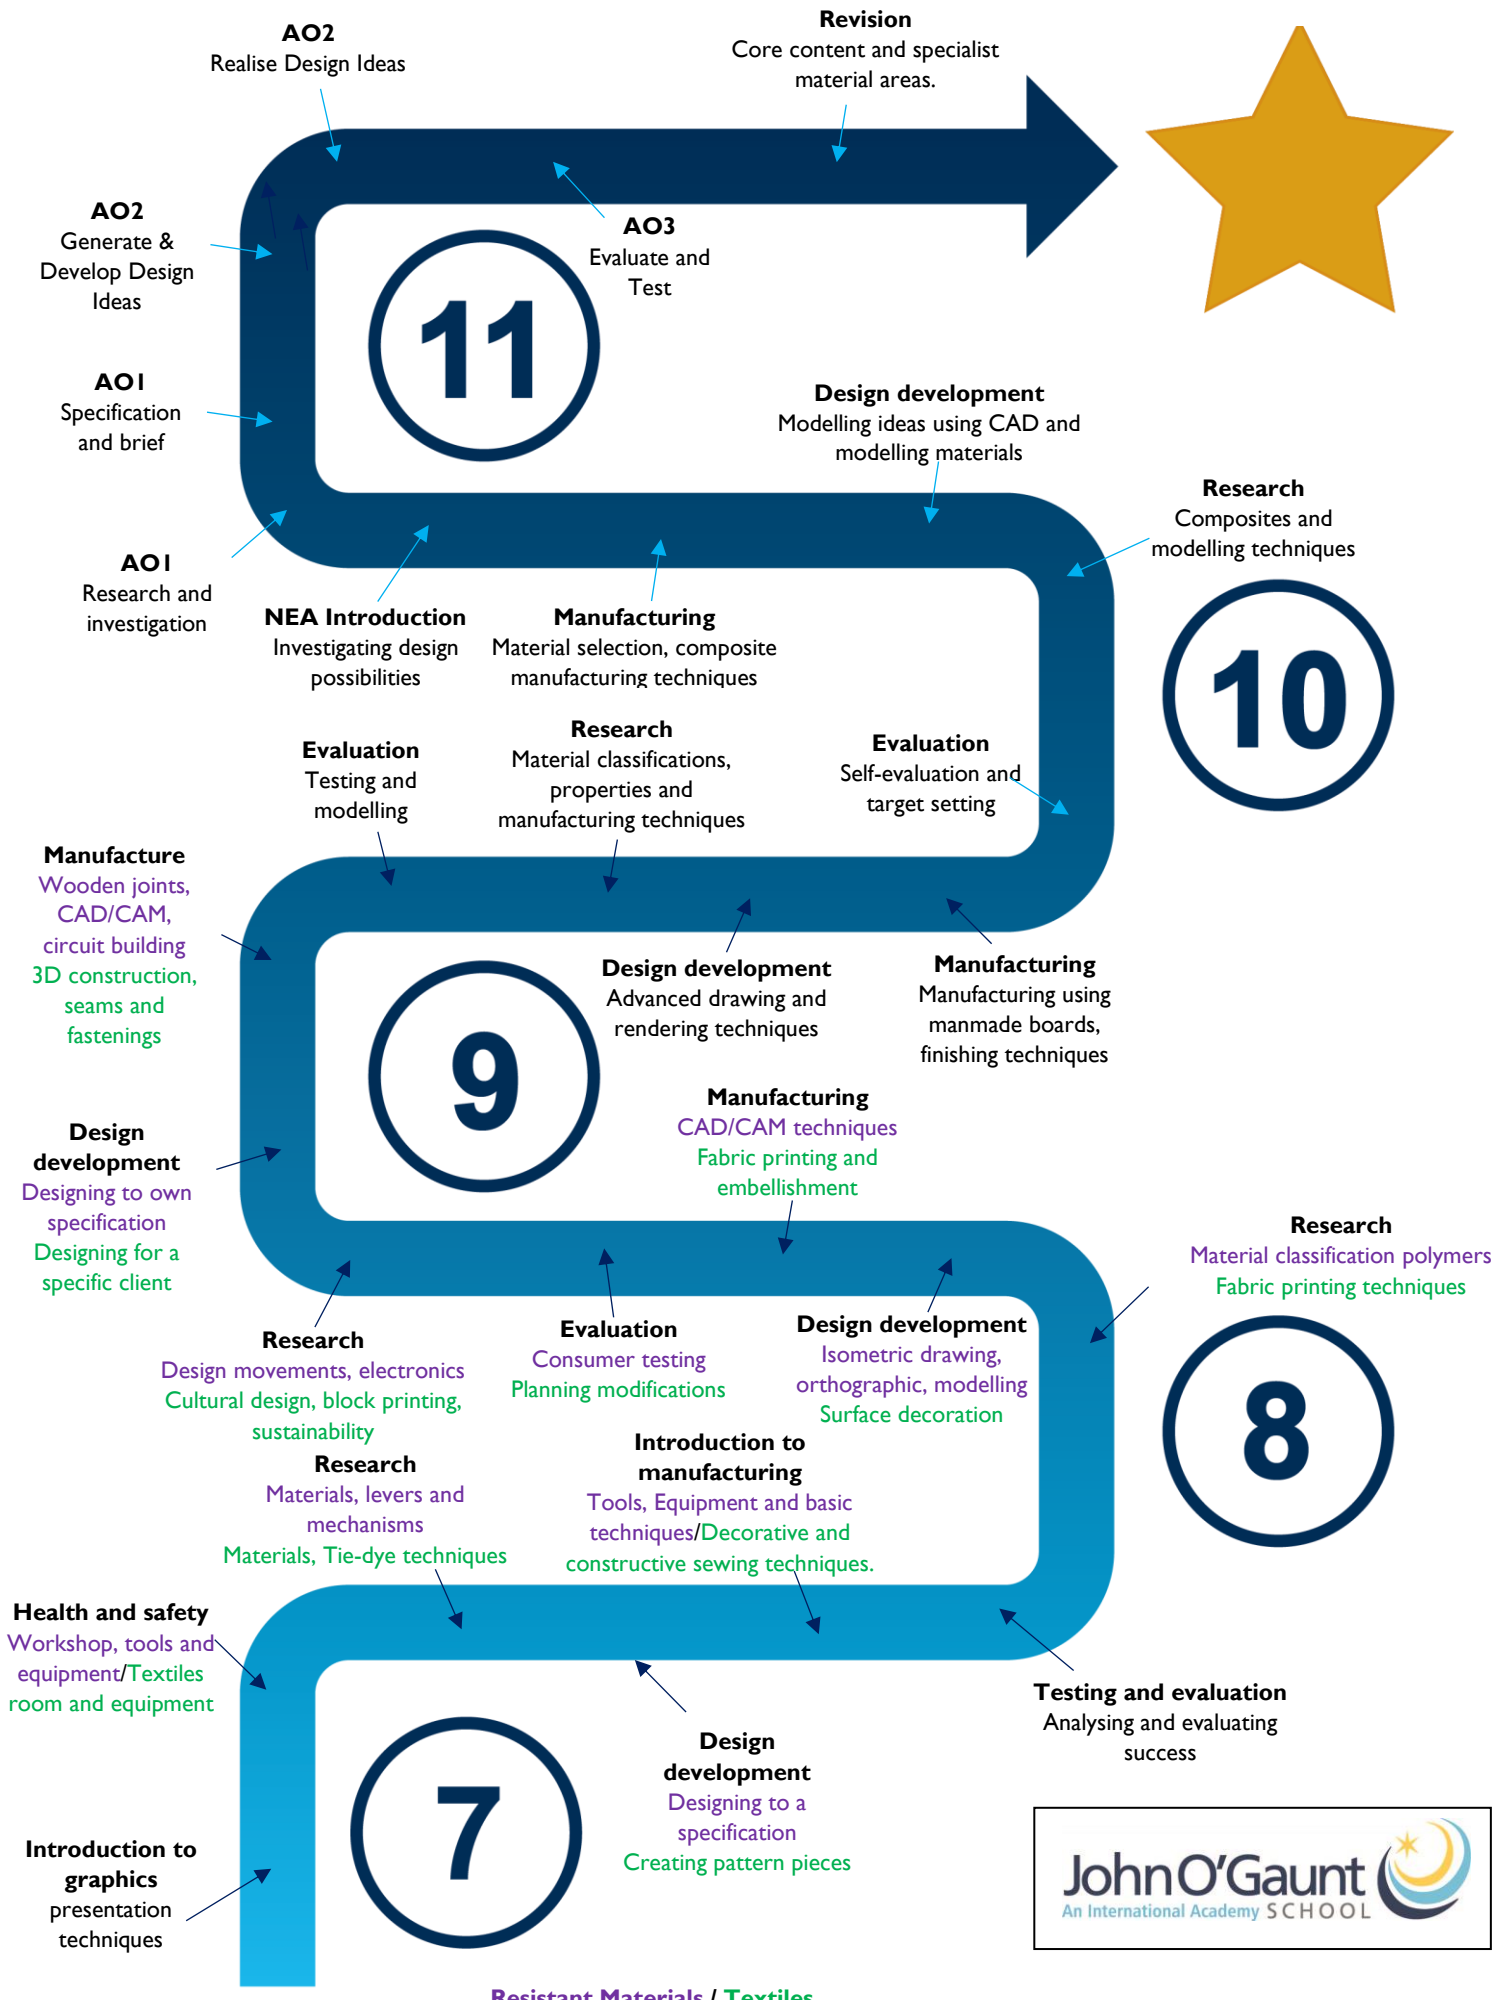 AO2
Realise Design Ideas
Revision
Core content and specialist
material areas.
AO2
Generate &
Develop Design
Ideas
AO3
Evaluate and
Test
11
AO1
Specification
and brief
Design development
Modelling ideas using CAD and
modelling materials
Research
Composites and
modelling techniques
AO1
Research and
investigation
NEA Introduction
Investigating design
possibilities
Manufacturing
Material selection, composite
manufacturing techniques
10
Evaluation
Testing and
modelling
Research
Material classifications,
properties and
manufacturing techniques
Evaluation
Self-evaluation and
target setting
Manufacture
Wooden joints,
CAD/CAM,
circuit building
3D construction,
seams and
fastenings
Design development
Advanced drawing and
rendering techniques
Manufacturing
Manufacturing using
manmade boards,
finishing techniques
9
Manufacturing
CAD/CAM techniques
Fabric printing and
embellishment
Design
development
Designing to own
specification
Designing for a
specific client
Research
Material classification polymers
Fabric printing techniques
Research
Design movements, electronics
Cultural design, block printing,
sustainability
Evaluation
Consumer testing
Planning modifications
Design development
Isometric drawing,
orthographic, modelling
Surface decoration
8
Research
Materials, levers and
mechanisms
Materials, Tie-dye techniques
Introduction to
manufacturing
Tools, Equipment and basic
techniques/Decorative and
constructive sewing techniques.
Health and safety
Workshop, tools and
equipment/Textiles
room and equipment
Testing and evaluation
Analysing and evaluating
success
Design
development
Designing to a
specification
Creating pattern pieces
7
Introduction to
graphics
presentation
techniques
John O'Gaunt
An International Academy SCHOOL
Resistant Materials / Textiles